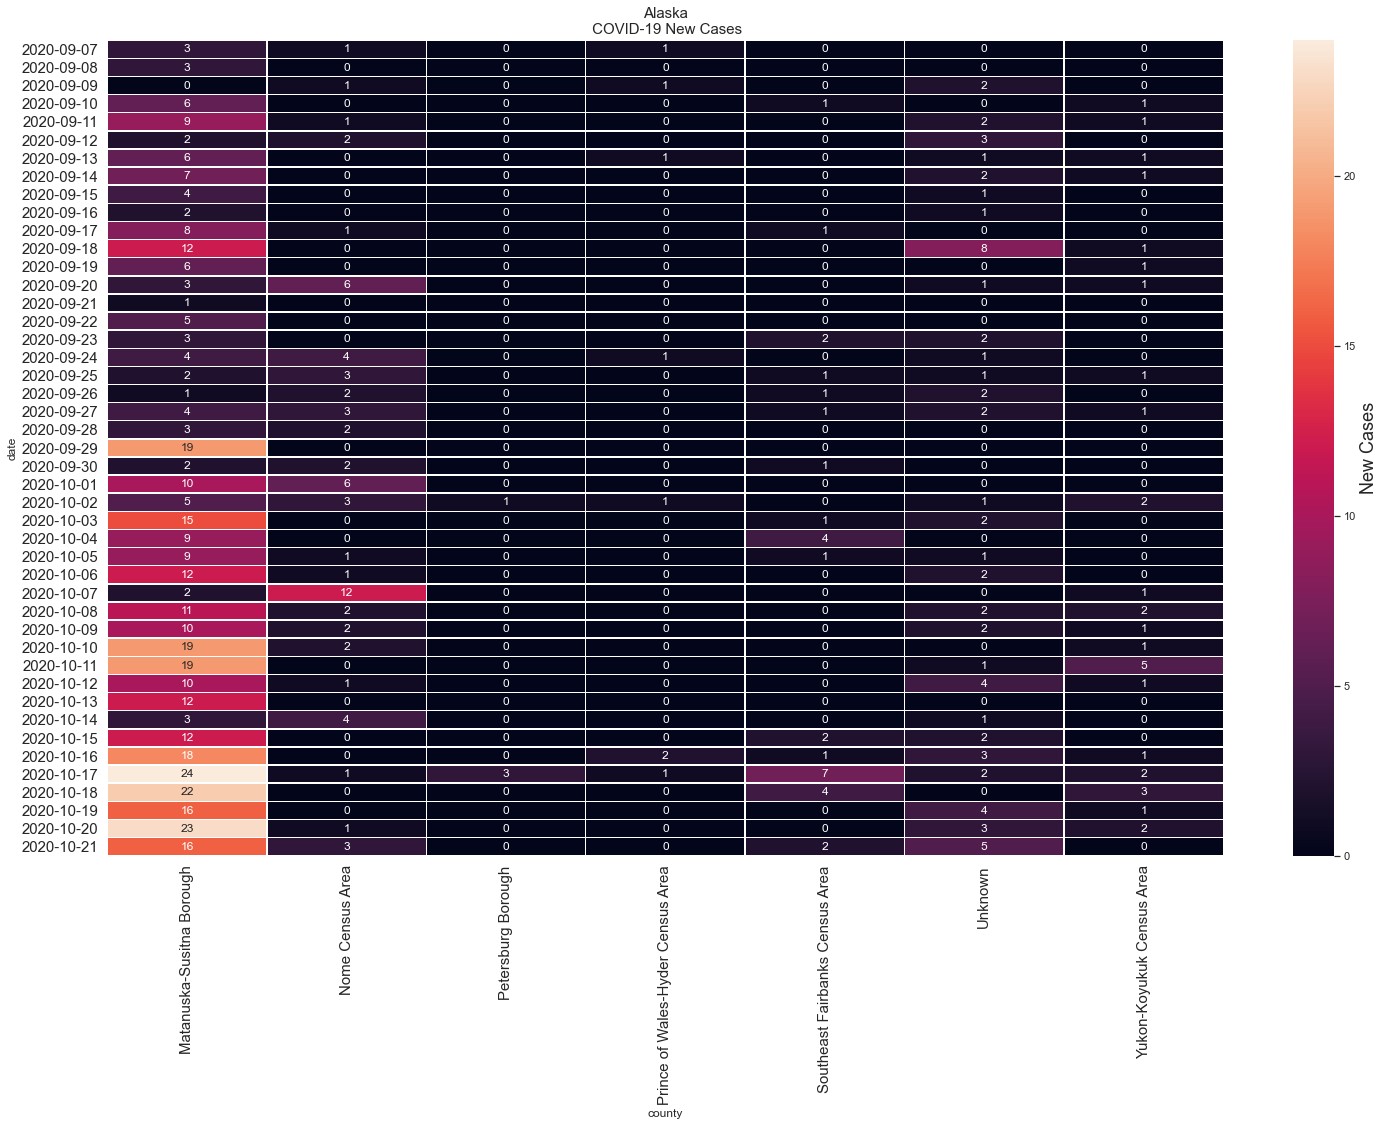 Alaska
COVID-19 New Cases
2020-09-07 3 1 0 1 0 0 0
2020-09-08 3 0 0 0 0 0 0
2020-09-09 0 1 0 1 0 2 0
2020-09-10 6 0 0 0 1 0 1
2020-09-11 9 1 0 0 0 2 1
2020-09-12 2 2 0 0 0 3 0
2020-09-13 6 0 0 1 0 1 1
2020-09-14 7 0 0 0 0 2 1
2020-09-15 4 0 0 0 0 1 0
2020-09-16 2 0 0 0 0 1 0
2020-09-17 8 1 0 0 1 0 0
2020-09-18 12 0 0 0 0 8 1
2020-09-19 6 0 0 0 0 0 1
2020-09-20 3 6 0 0 0 1 1
2020-09-21 1 0 0 0 0 0 0
2020-09-22 5 0 0 0 0 0 0
2020-09-23 3 0 0 0 2 2 0
2020-09-24 4 4 0 1 0 1 0
2020-09-25 2 3 0 0 1 1 1
2020-09-26 1 2 0 0 1 2 0
2020-09-27 4 3 0 0 1 2 1
2020-09-28 3 2 0 0 0 0 0
2020-09-29 19 0 0 0 0 0 0
2020-09-30 2 2 0 0 1 0 0
2020-10-01 10 6 0 0 0 0 0
2020-10-02 5 3 1 1 0 1 2
2020-10-03 15 0 0 0 1 2 0
2020-10-04 9 0 0 0 4 0 0
2020-10-05 9 1 0 0 1 1 0
2020-10-06 12 1 0 0 0 2 0
2020-10-07 2 12 0 0 0 0 1
2020-10-08 11 2 0 0 0 2 2
2020-10-09 10 2 0 0 0 2 1
2020-10-10 19 2 0 0 0 0 1
2020-10-11 19 0 0 0 0 1 5
2020-10-12 10 1 0 0 0 4 1
2020-10-13 12 0 0 0 0 0 0
2020-10-14 3 4 0 0 0 1 0
2020-10-15 12 0 0 0 2 2 0
2020-10-16 18 0 0 2 1 3 1
2020-10-17 24 1 3 1 7 2 2
2020-10-18 22 0 0 0 4 0 3
2020-10-19 16 0 0 0 0 4 1
2020-10-20 23 1 0 0 0 3 2
2020-10-21 16 3 0 0 2 5 0
date
Matanuska-Susitna Borough
Nome Census Area
Petersburg Borough
Prince of Wales-Hyder Census Area
Southeast Fairbanks Census Area
Unknown
Yukon-Koyukuk Census Area
county
20
15
10
5
0
New Cases